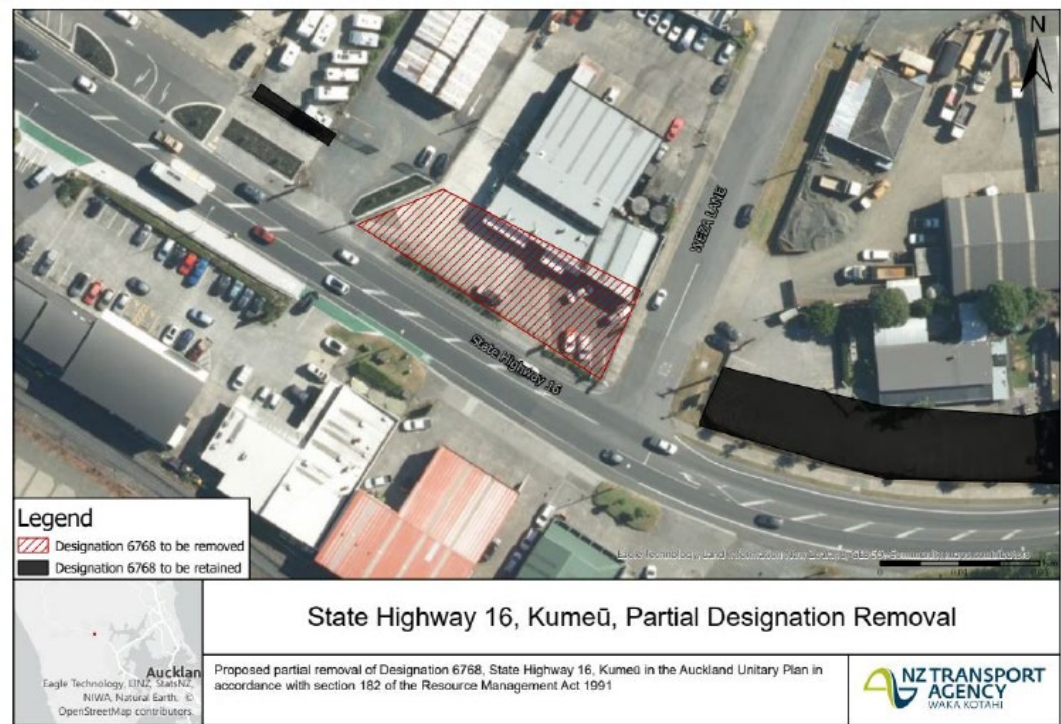 N
WEZA LANE
State Highway 16
Legend
Designation 6768 to be removed
Designation 6768 to be retained
Auckland
Eagle Technology, LINZ, StatsNZ,
NIWA, Natural Earth, ©
OpenStreetMap contributors.
State Highway 16, Kumeū, Partial Designation Removal
Proposed partial removal of Designation 6768, State Highway 16, Kumeū in the Auckland Unitary Plan in
accordance with section 182 of the Resource Management Act 1991
NZ TRANSPORT
AGENCY
WAKA KOTAHI